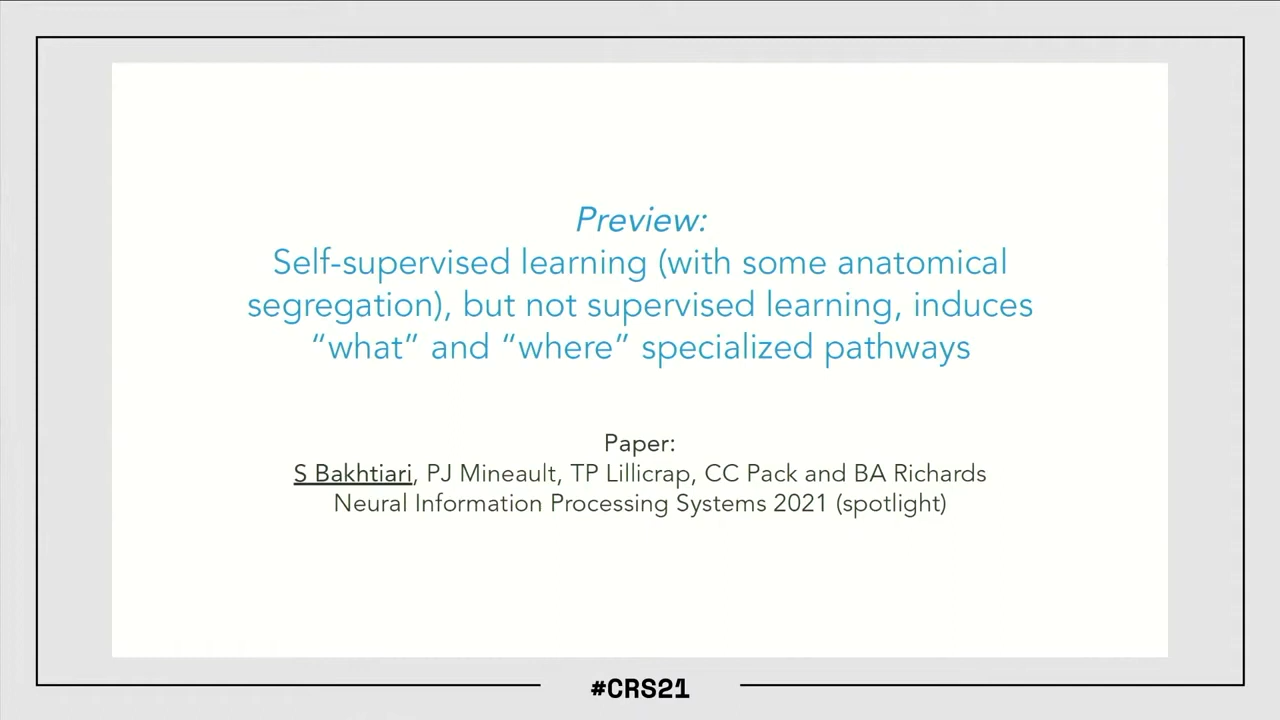 Preview:
Self-supervised learning (with some anatomical
segregation), but not supervised learning, induces
“what” and “where” specialized pathways
Paper:
S Bakhtiari, PJ Mineault, TP Lillicrap, CC Pack and BA Richards
Neural Information Processing Systems 2021 (spotlight)
#CRS21